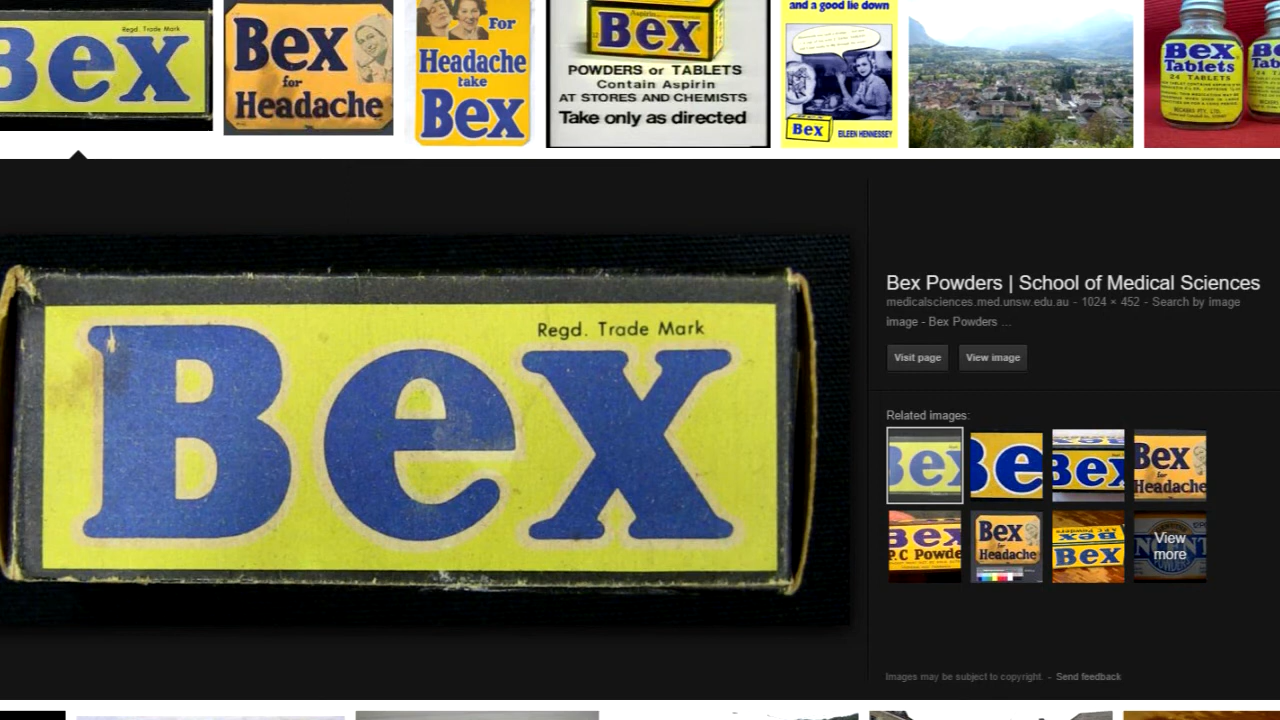 Regd. Trade Mark
Bex
Bex
for
Headache
For
Headache
take
Bex
Aspirin
Bex
POWDERS or TABLETS
Contain Aspirin
AT STORES AND CHEMISTS
Take only as directed
and a good lie down
Bex
EILEEN HENNESSEY
Bex
Tablets
24 TABLETS
Regd. Trade Mark
Bex
Bex Powders | School of Medical Sciences
medicalsciences.med.unsw.edu.au - 1024 × 452 - Search by image
image - Bex Powders ...
Visit page
View image
Related images:
Bex
Be
Bex
Bex
Headache
Bex
P.C Powde
Bex
for
Headache
Bex
View
more
Images may be subject to copyright. - Send feedback